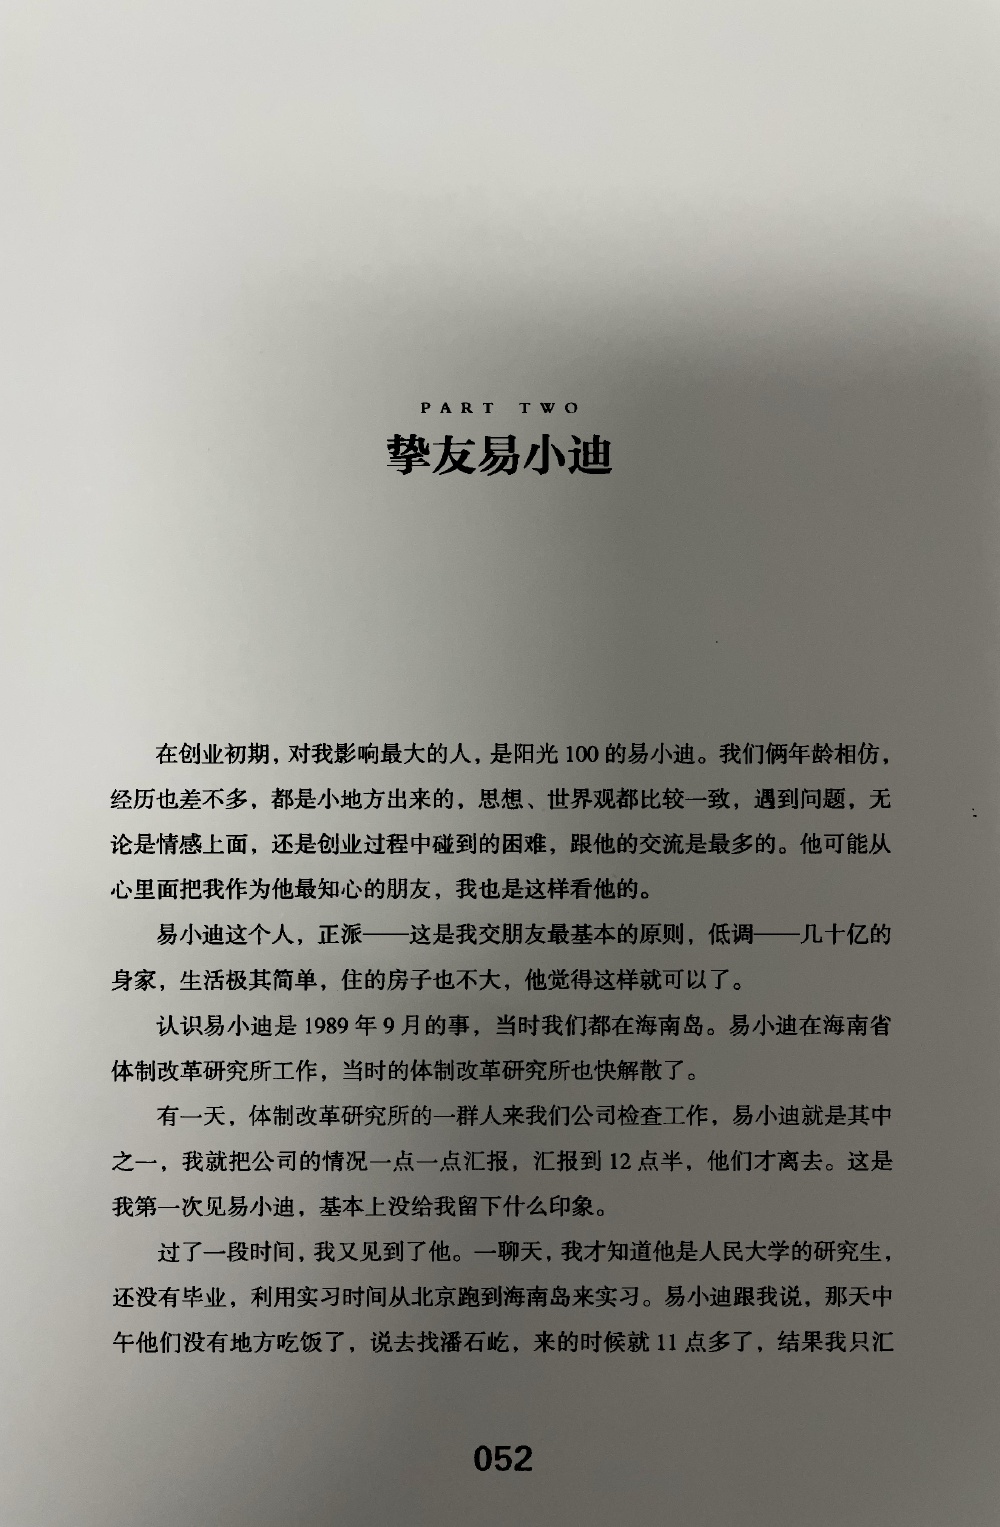 PART TWO
挚友易小迪
在创业初期，对我影响最大的人，是阳光 100 的易小迪。我们俩年龄相仿，
经历也差不多，都是小地方出来的，思想、世界观都比较一致，遇到问题，无
论是情感上面，还是创业过程中碰到的困难，跟他的交流是最多的。他可能从
心里面把我作为他最知心的朋友，我也是这样看他的。
易小迪这个人，正派——这是我交朋友最基本的原则，低调——几十亿的
身家，生活极其简单，住的房子也不大，他觉得这样就可以了。
认识易小迪是 1989 年 9 月的事，当时我们都在海南岛。易小迪在海南省
体制改革研究所工作，当时的体制改革研究所也快解散了。
有一天，体制改革研究所的一群人来我们公司检查工作，易小迪就是其中
之一，我就把公司的情况一点一点汇报，汇报到 12 点半，他们才离去。这是
我第一次见易小迪，基本上没给我留下什么印象。
过了一段时间，我又见到了他。一聊天，我才知道他是人民大学的研究生，
还没有毕业，利用实习时间从北京跑到海南岛来实习。易小迪跟我说，那天中
午他们没有地方吃饭了，说去找潘石屹，来的时候就 11 点多了，结果我只汇
052